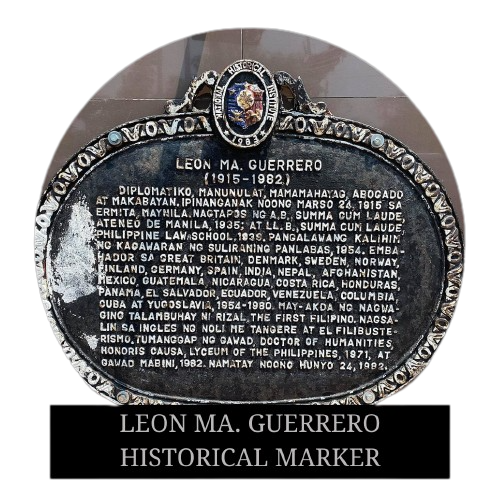 NATIONAL HISTORICAL INSTITUTE
1983
LEON MA. GUERRERO
(1915-1982)
DIPLOMATIKO, MANUNULAT, MAMAMAHAYAG, ABOGADO
AT MAKABAYAN, IPINANGANAK NOONG MARSO 24, 1915 SA
ERMITA, MAYNILA. NAGTAPOS NG A.B., SUMMA CUM LAUDE,
ATENEO DE MANILA, 1935; AT LL. B., SUMMA CUM LAUDE,
PHILIPPINE LAW SCHOOL, 1939. PANGALAWANG KALIHIM
NG KAGAWARAN NG SULIRANING PANLABAS, 1954. EMBA-
HADOR SA GREAT BRITAIN, DENMARK, SWEDEN, NORWAY,
FINLAND, GERMANY, SPAIN, INDIA, NEPAL, AFGHANISTAN,
MEXICO, GUATEMALA, NICARAGUA, COSTA RICA, HONDURAS,
PANAMA, EL SALVADOR, ECUADOR, VENEZUELA, COLUMBIA,
CUBA AT YUGOSLAVIA, 1954-1980. MAY-AKDA NG NAGWA-
GING TALAMBUHAY NI RIZAL, THE FIRST FILIPINO. NAGSA-
LIN SA INGLES NG NOLI ME TANGERE AT EL FILIBUSTE-
RISMO. TUMANGGAP NG GAWAD, DOCTOR OF HUMANITIES,
HONORIS CAUSA, LYCEUM OF THE PHILIPPINES, 1971, AT
GAWAD MABINI, 1982. NAMATAY NOONG HUNYO 24, 1982.
LEON MA. GUERRERO
HISTORICAL MARKER